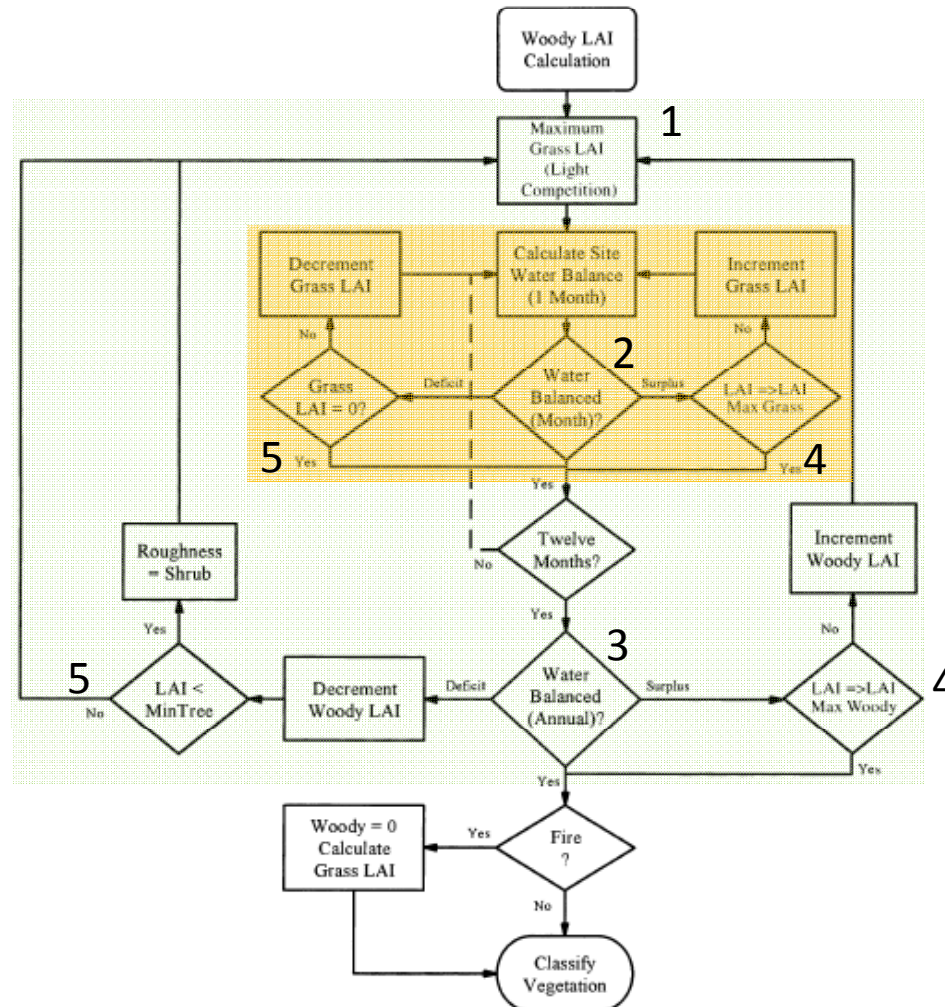 Woody LAI
Calculation
1
Maximum
Grass LAI
(Light
Competition)
Decrement
Grass LAI
Calculate Site
Water Balance
(1 Month)
Increment
Grass LAI
No
No
2
Grass
LAI = 0?
Deficit
Water
Balanced
(Month)?
Surplus
LAI =>LAI
Max Grass
5
Yes
Yes
4
Yes
Twelve
Months?
No
Roughness
= Shrub
Increment
Woody LAI
Yes
Yes
No
3
5
LAI <
MinTree
No
Decrement
Woody LAI
Deficit
Water
Balanced
(Annual)?
Surplus
LAI =>LAI
Max Woody
4
Yes
Yes
Woody = 0
Calculate
Grass LAI
Yes
Fire
?
No
Classify
Vegetation